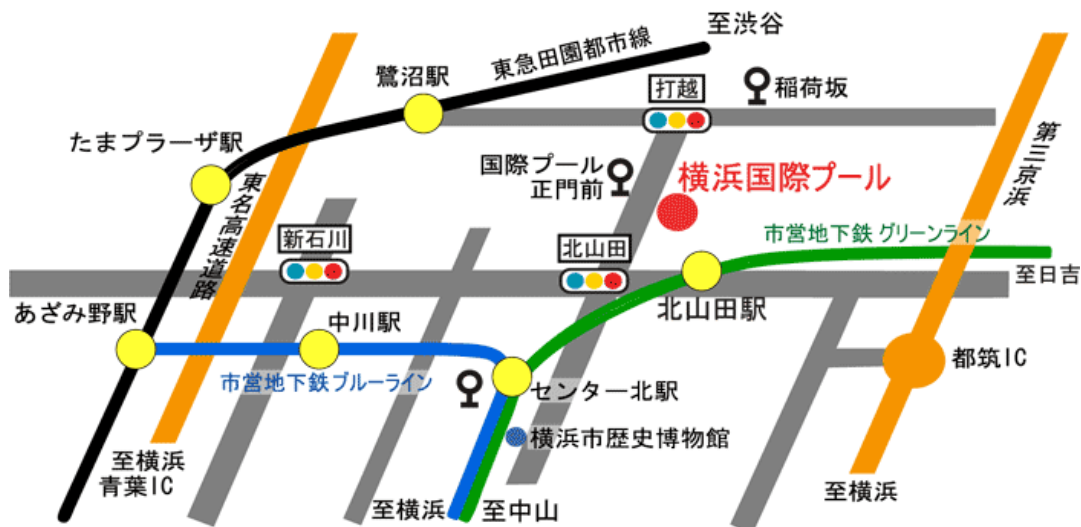 至渋谷
東急田園都市線
鷺沼駅
打越
稲荷坂
たまプラーザ駅
国際プール
正門前
横浜国際プール
第三京浜
東名高速道路
新石川
北山田
市営地下鉄 グリーンライン
至日吉
あざみ野駅
中川駅
北山田駅
市営地下鉄ブルーライン
センター北駅
都筑IC
横浜市歴史博物館
至横浜
青葉IC
至横浜
至中山
至横浜